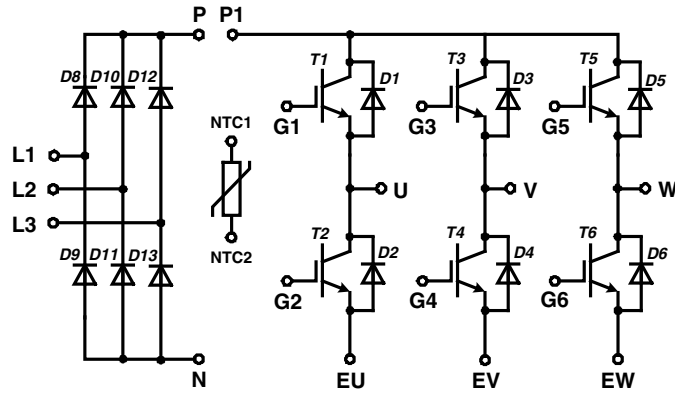 P P1
D8 D10 D12
T1 D1 T3 D3 T5 D5
G1 G3 G5
NTC1
L1
L2
L3
U V W
NTC2
D9 D11 D13
T2 D2 T4 D4 T6 D6
G2 G4 G6
N EU EV EW